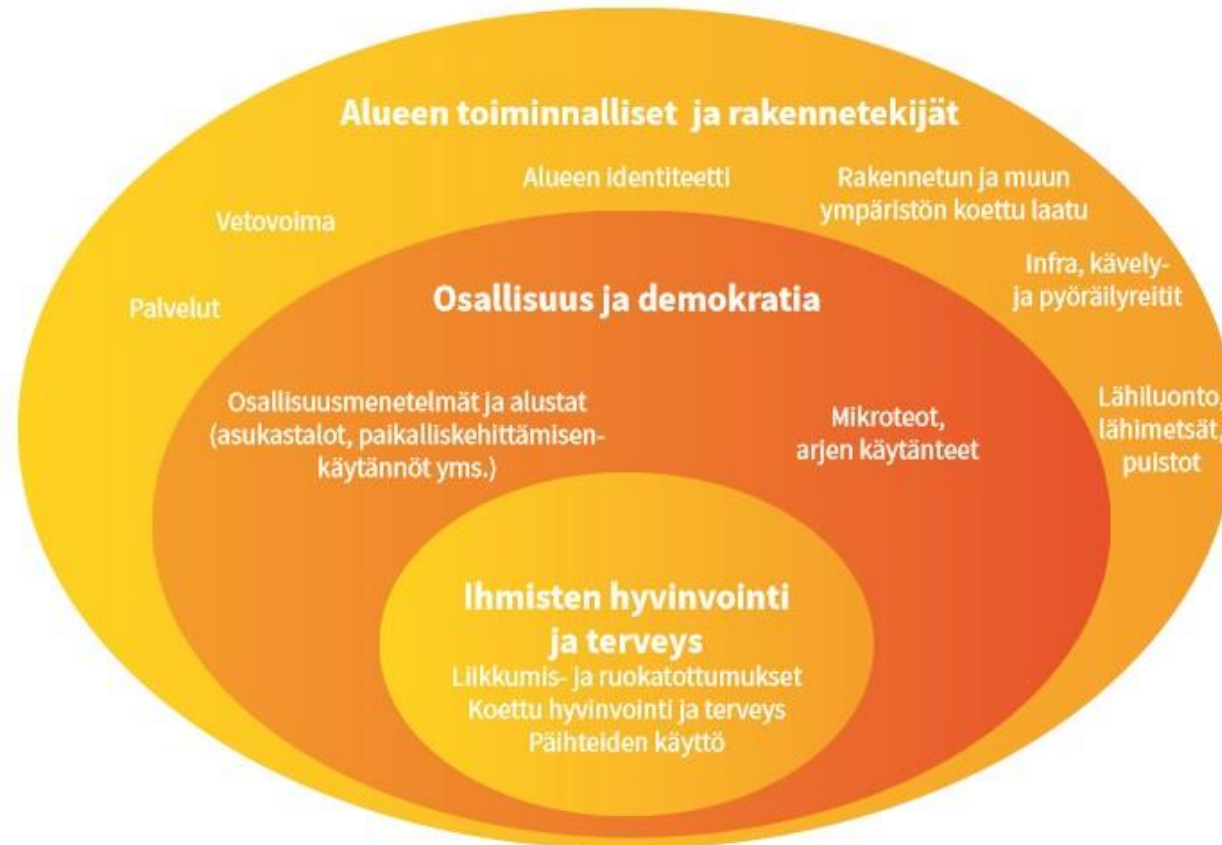 Alueen toiminnalliset ja rakennetekijät
Alueen identiteetti
Rakennetun ja muun
ympäristön koettu laatu
Vetovoima
Infra, kävely-
ja pyöräilyreitit
Palvelut
Osallisuus ja demokratia
Lähiluonto,
lähimetsät,
puistot
Osallisuusmenetelmät ja alustat
(asukastalot, paikalliskehittämisen-
käytännöt yms.)
Mikroteot,
arjen käytänteet
Ihmisten hyvinvointi
ja terveys
Liikkumis- ja ruokatottumukset
Koettu hyvinvointi ja terveys
Päihteiden käyttö